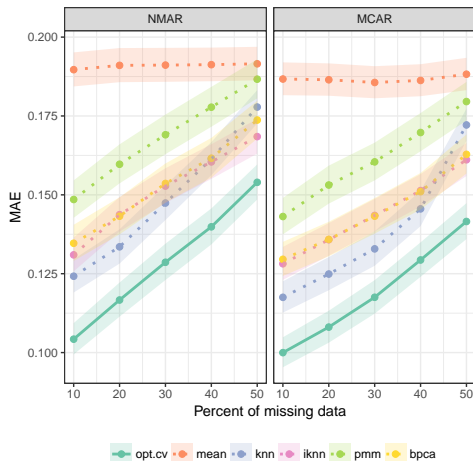 NMAR
MCAR
0.200
0.175
0.150
0.125
0.100
MAE
10 20 30 40 50
10 20 30 40 50
Percent of missing data
opt.cv mean knn iknn pmm bpca